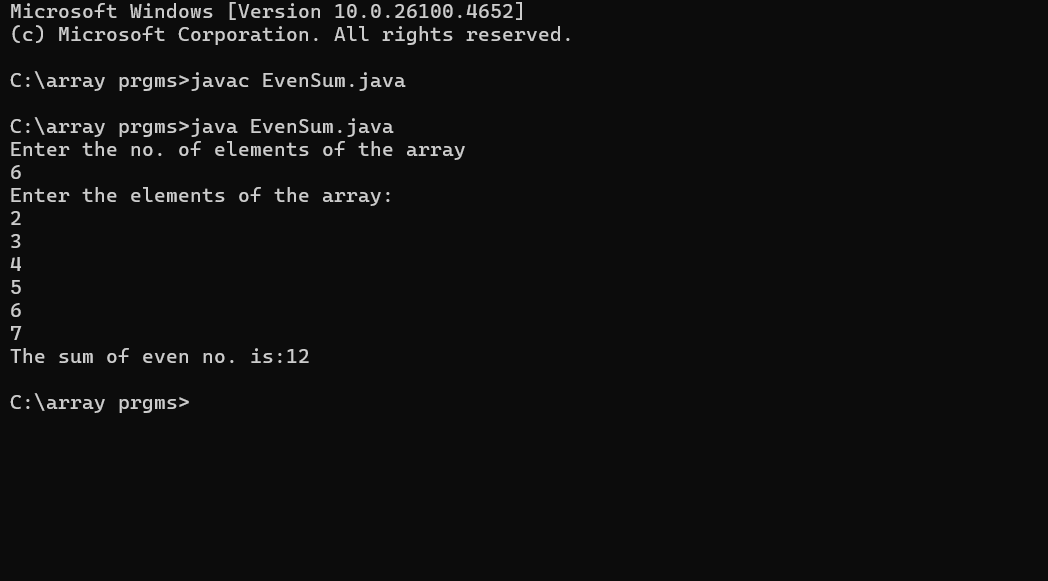 Microsoft Windows [Version 10.0.26100.4652]
(c) Microsoft Corporation. All rights reserved.
C:\array prgms>javac EvenSum.java
C:\array prgms>java EvenSum.java
Enter the no. of elements of the array
6
Enter the elements of the array:
2
3
4
5
6
7
The sum of even no. is:12
C:\array prgms>